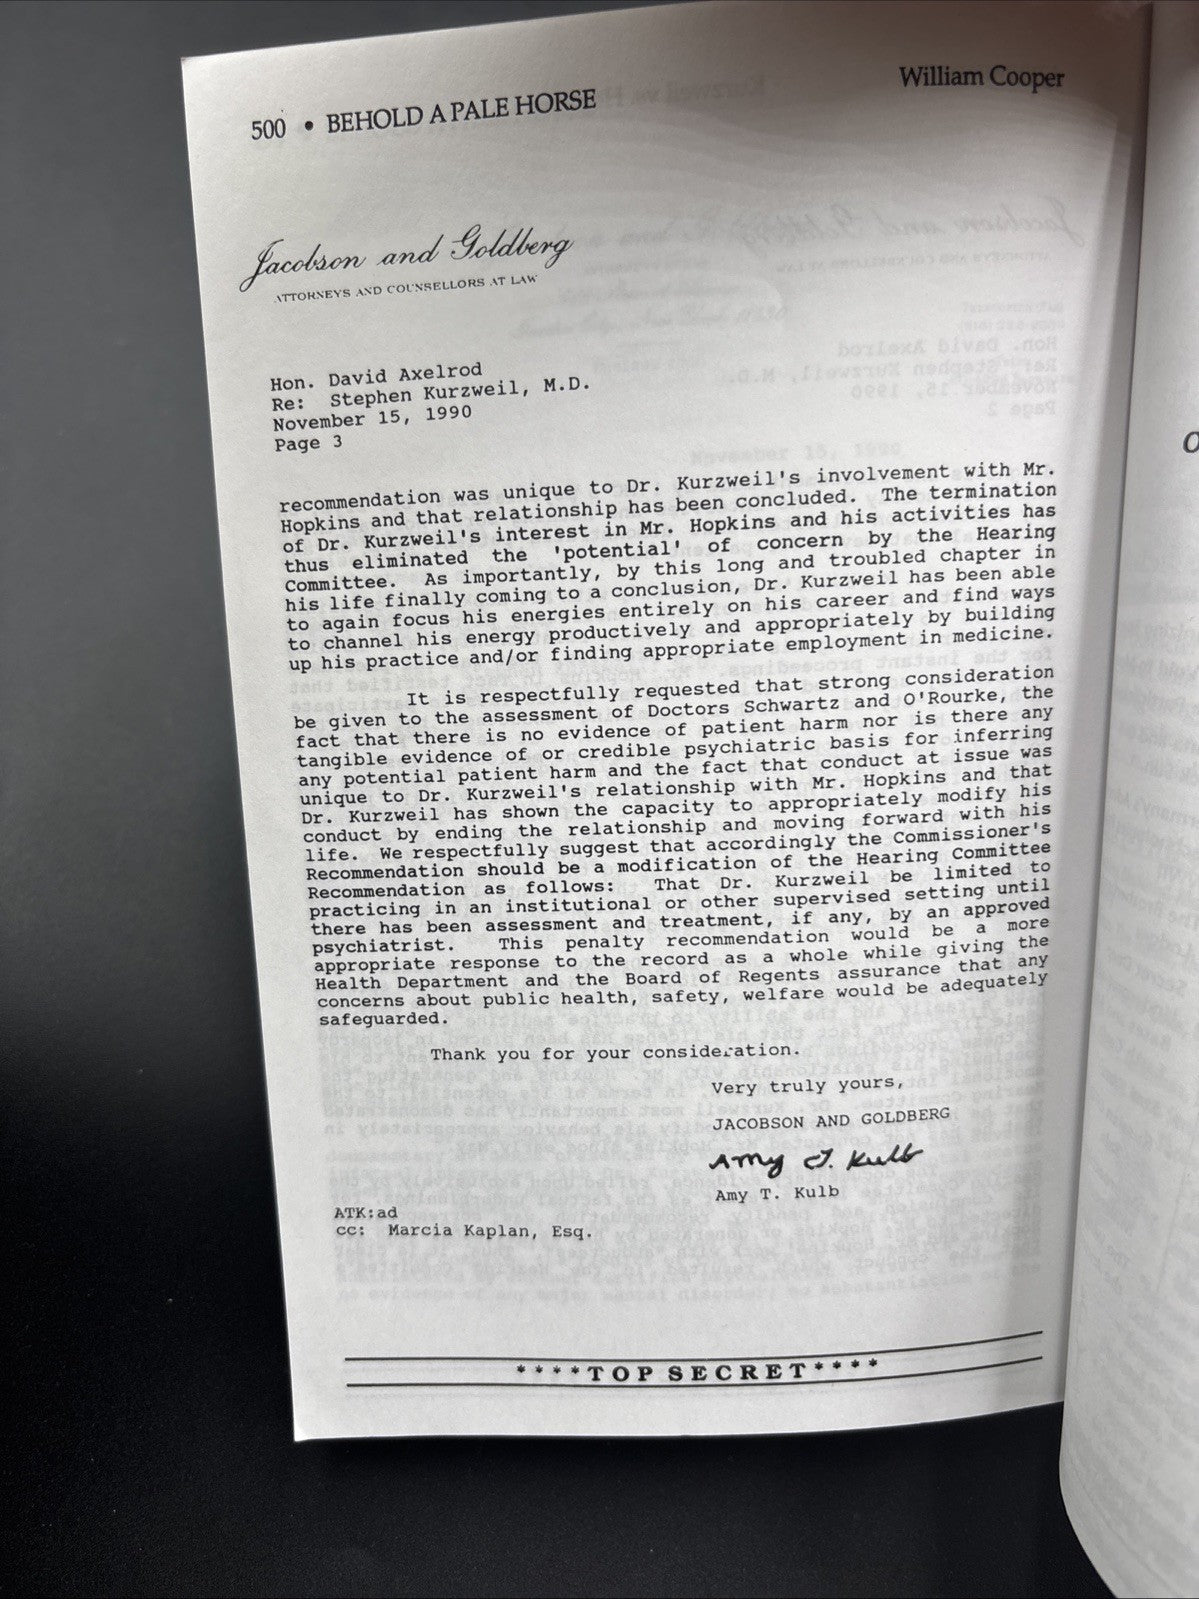 500 • BEHOLD A PALE HORSE
William Cooper
Jacobson and Goldberg
ATTORNEYS AND COUNSELLORS AT LAW
Hon. David Axelrod
Re: Stephen Kurzweil, M.D.
November 15, 1990
Page 3
recommendation was unique to Dr. Kurzweil's involvement with Mr.
Hopkins and that relationship has been concluded. The termination
of Dr. Kurzweil's interest in Mr. Hopkins and his activities has
thus eliminated the 'potential' of concern by the Hearing
Committee. As importantly, by this long and troubled chapter in
his life finally coming to a conclusion, Dr. Kurzweil has been able
to again focus his energies entirely on his career and find ways
to channel his energy productively and appropriately by building
up his practice and/or finding appropriate employment in medicine.
It is respectfully requested that strong consideration
be given to the assessment of Doctors Schwartz and O'Rourke, the
fact that there is no evidence of patient harm nor is there any
tangible evidence of or credible psychiatric basis for inferring
any potential patient harm and the fact that conduct at issue was
unique to Dr. Kurzweil's relationship with Mr. Hopkins and that
Dr. Kurzweil has shown the capacity to appropriately modify his
conduct by ending the relationship and moving forward with his
life. We respectfully suggest that accordingly the Commissioner's
Recommendation should be a modification of the Hearing Committee
Recommendation as follows: That Dr. Kurzweil be limited to
practicing in an institutional or other supervised setting until
there has been assessment and treatment, if any, by an approved
psychiatrist. This penalty recommendation would be a more
appropriate response to the record as a whole while giving the
Health Department and the Board of Regents assurance that any
concerns about public health, safety, welfare would be adequately
safeguarded.
Thank you for your consideration.
Very truly yours,
JACOBSON AND GOLDBERG
Amy T. Kulb
Amy T. Kulb
ATK:ad
cc: Marcia Kaplan, Esq.
****TOP SECRET****